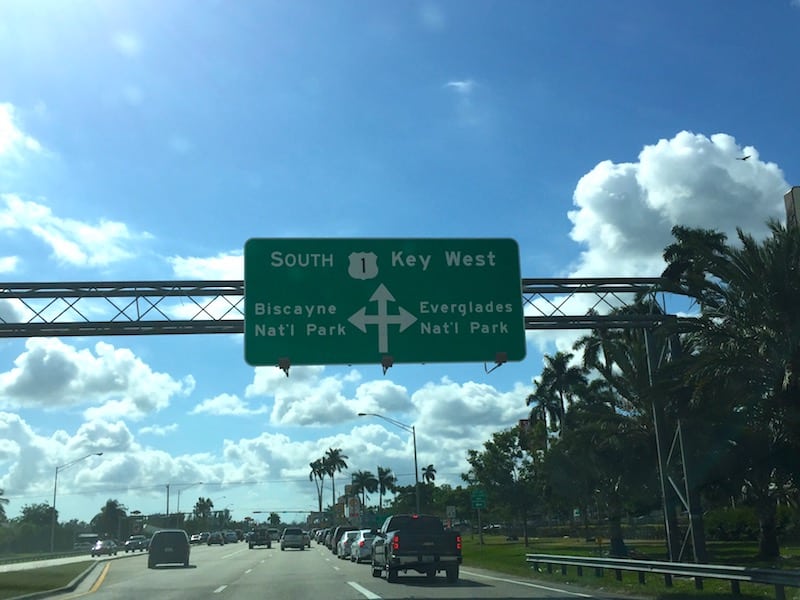 SOUTH 1 KEY WEST
BISCAYNE NAT'L PARK
EVERGLADES NAT'L PARK